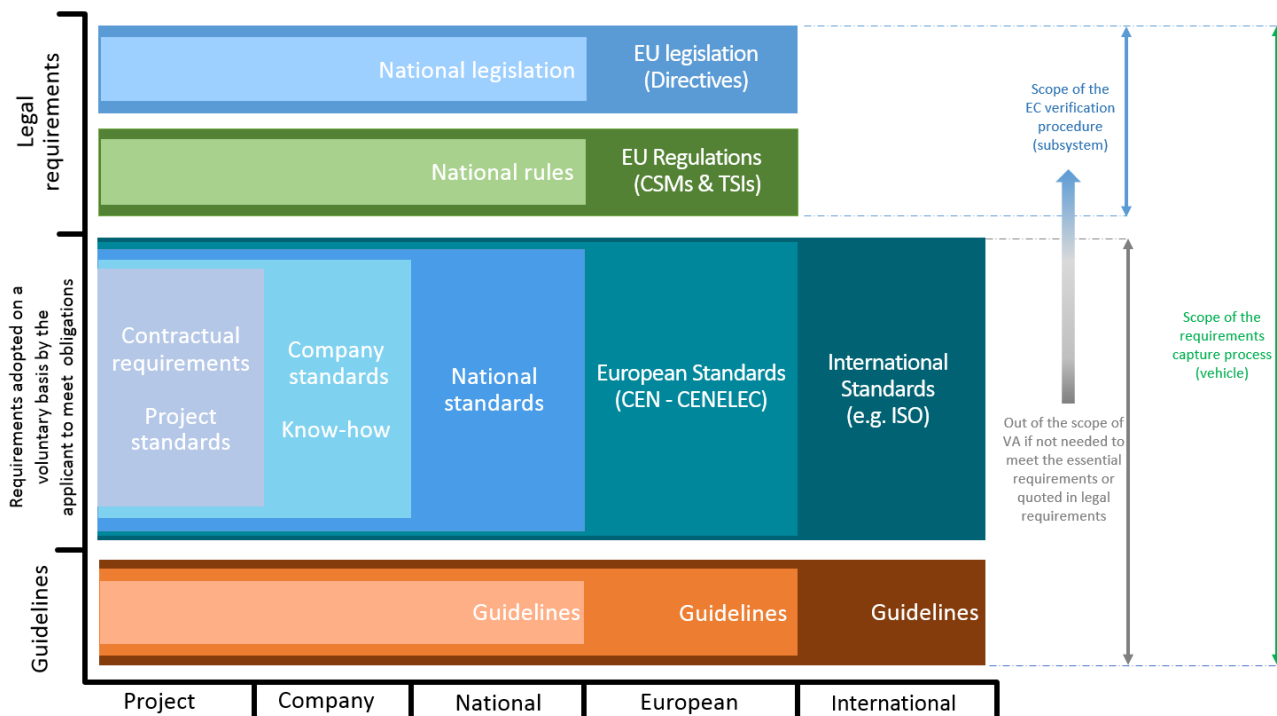 Legal
requirements
National legislation
EU legislation
(Directives)
National rules
EU Regulations
(CSMs & TSIs)
Scope of the
EC verification
procedure
(subsystem)
Requirements adopted on a
voluntary basis by the
applicant to meet obligations
Contractual
requirements
Project
standards
Company
standards
Know-how
National
standards
European Standards
(CEN - CENELEC)
International
Standards
(e.g. ISO)
Out of the scope of
VA if not needed to
meet the essential
requirements or
quoted in legal
requirements
Scope of the
requirements
capture process
(vehicle)
Guidelines
Guidelines
Guidelines
Guidelines
Project
Company
National
European
International